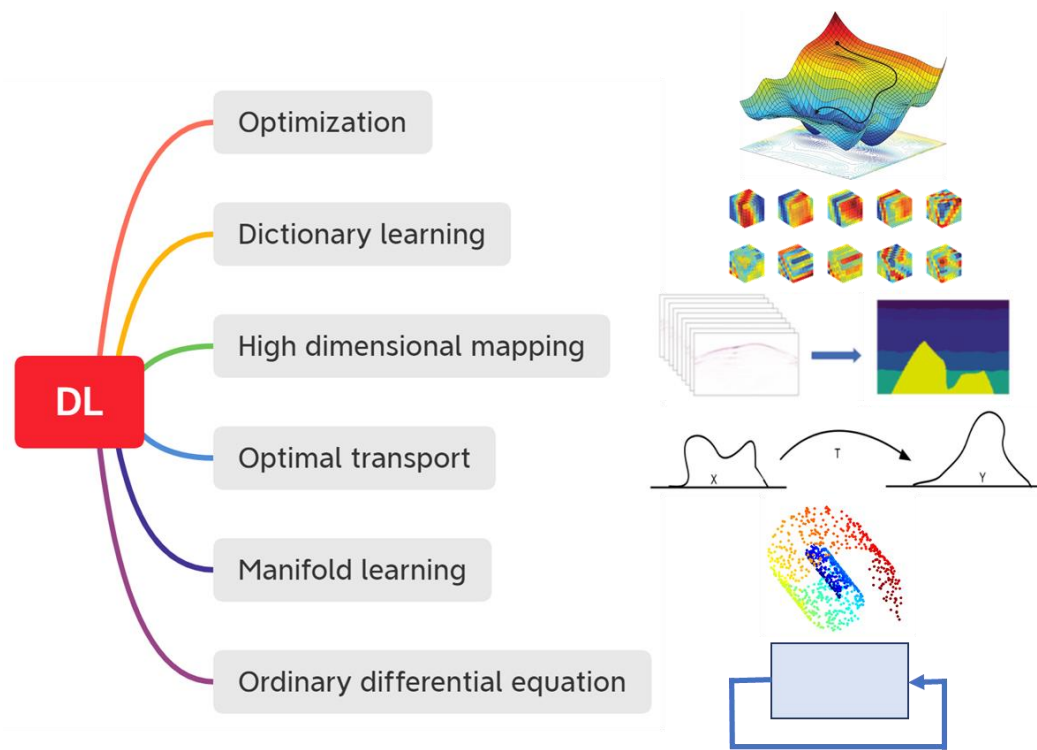 Optimization
Dictionary learning
High dimensional mapping
DL
Optimal transport
T
X
Y
Manifold learning
Ordinary differential equation